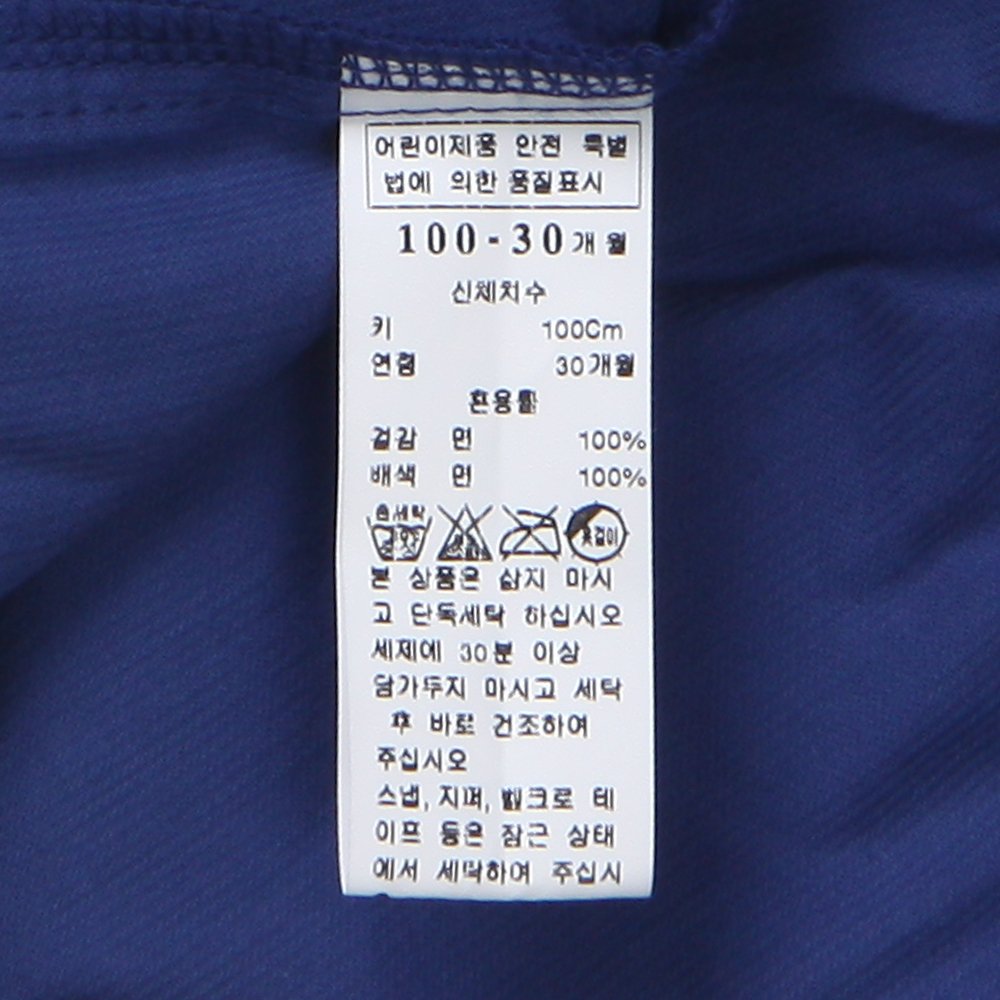 어린이제품 안전 특별
법에 의한 품질표시
100-30개월
신체치수
키 100Cm
연령 30개월
혼용률
겉감 면 100%
배색 면 100%
손세탁
옷걸이
본 상품은 삶지 마시
고 단독세탁 하십시오
세제에 30분 이상
담가두지 마시고 세탁
후 바로 건조하여
주십시오
스냅, 지퍼, 벨크로 테
이프 등은 잠근 상태
에서 세탁하여 주십시